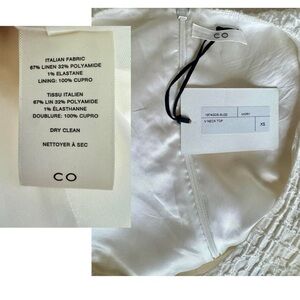 ITALIAN FABRIC
67% LINEN 32% POLYAMIDE
1% ELASTANE
LINING: 100% CUPRO
TISSU ITALIEN
67% LIN 32% POLYAMIDE
1% ÉLASTHANNE
DOUBLURE: 100% CUPRO
DRY CLEAN
NETTOYER À SEC
CO
CO
IVORY
V NECK TOP
XS